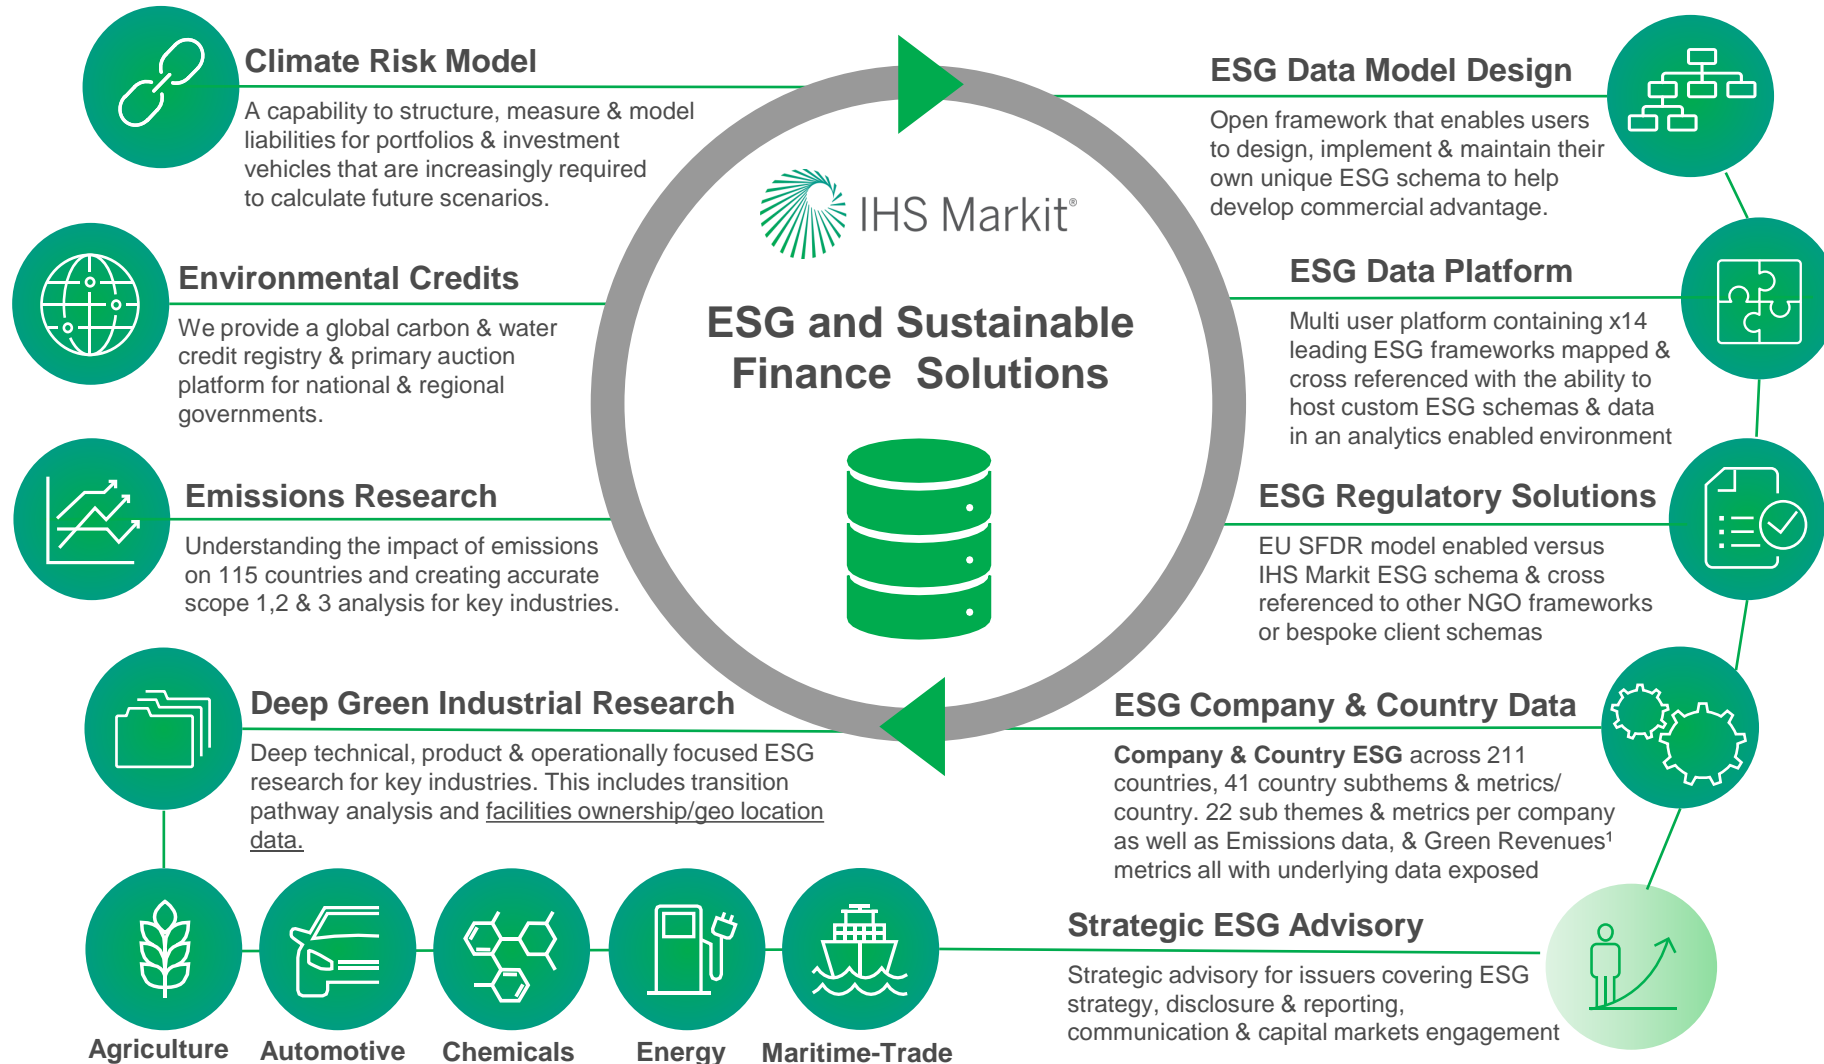 Climate Risk Model
A capability to structure, measure & model
liabilities for portfolios & investment
vehicles that are increasingly required
to calculate future scenarios.
Environmental Credits
We provide a global carbon & water
credit registry & primary auction
platform for national & regional
governments.
Emissions Research
Understanding the impact of emissions
on 115 countries and creating accurate
scope 1,2 & 3 analysis for key industries.
Deep Green Industrial Research
Deep technical, product & operationally focused ESG
research for key industries. This includes transition
pathway analysis and facilities ownership/geo location
data.
Agriculture
Automotive
Chemicals
Energy
Maritime-Trade
IHS Markit®
ESG and Sustainable
Finance Solutions
ESG Data Model Design
Open framework that enables users
to design, implement & maintain their
own unique ESG schema to help
develop commercial advantage.
ESG Data Platform
Multi user platform containing x14
leading ESG frameworks mapped &
cross referenced with the ability to
host custom ESG schemas & data
in an analytics enabled environment
ESG Regulatory Solutions
EU SFDR model enabled versus
IHS Markit ESG schema & cross
referenced to other NGO frameworks
or bespoke client schemas
ESG Company & Country Data
Company & Country ESG across 211
countries, 41 country subthems & metrics/
country. 22 sub themes & metrics per company
as well as Emissions data, & Green Revenues¹
metrics all with underlying data exposed
Strategic ESG Advisory
Strategic advisory for issuers covering ESG
strategy, disclosure & reporting,
communication & capital markets engagement